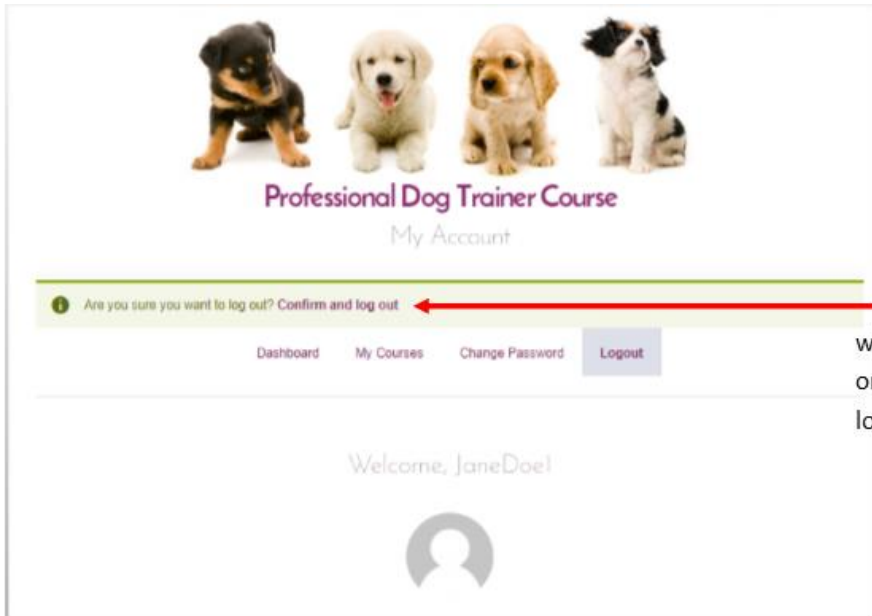 Professional Dog Trainer Course
My Account
Are you sure you want to log out? Confirm and log out
Dashboard My Courses Change Password Logout
Welcome, JaneDoe!